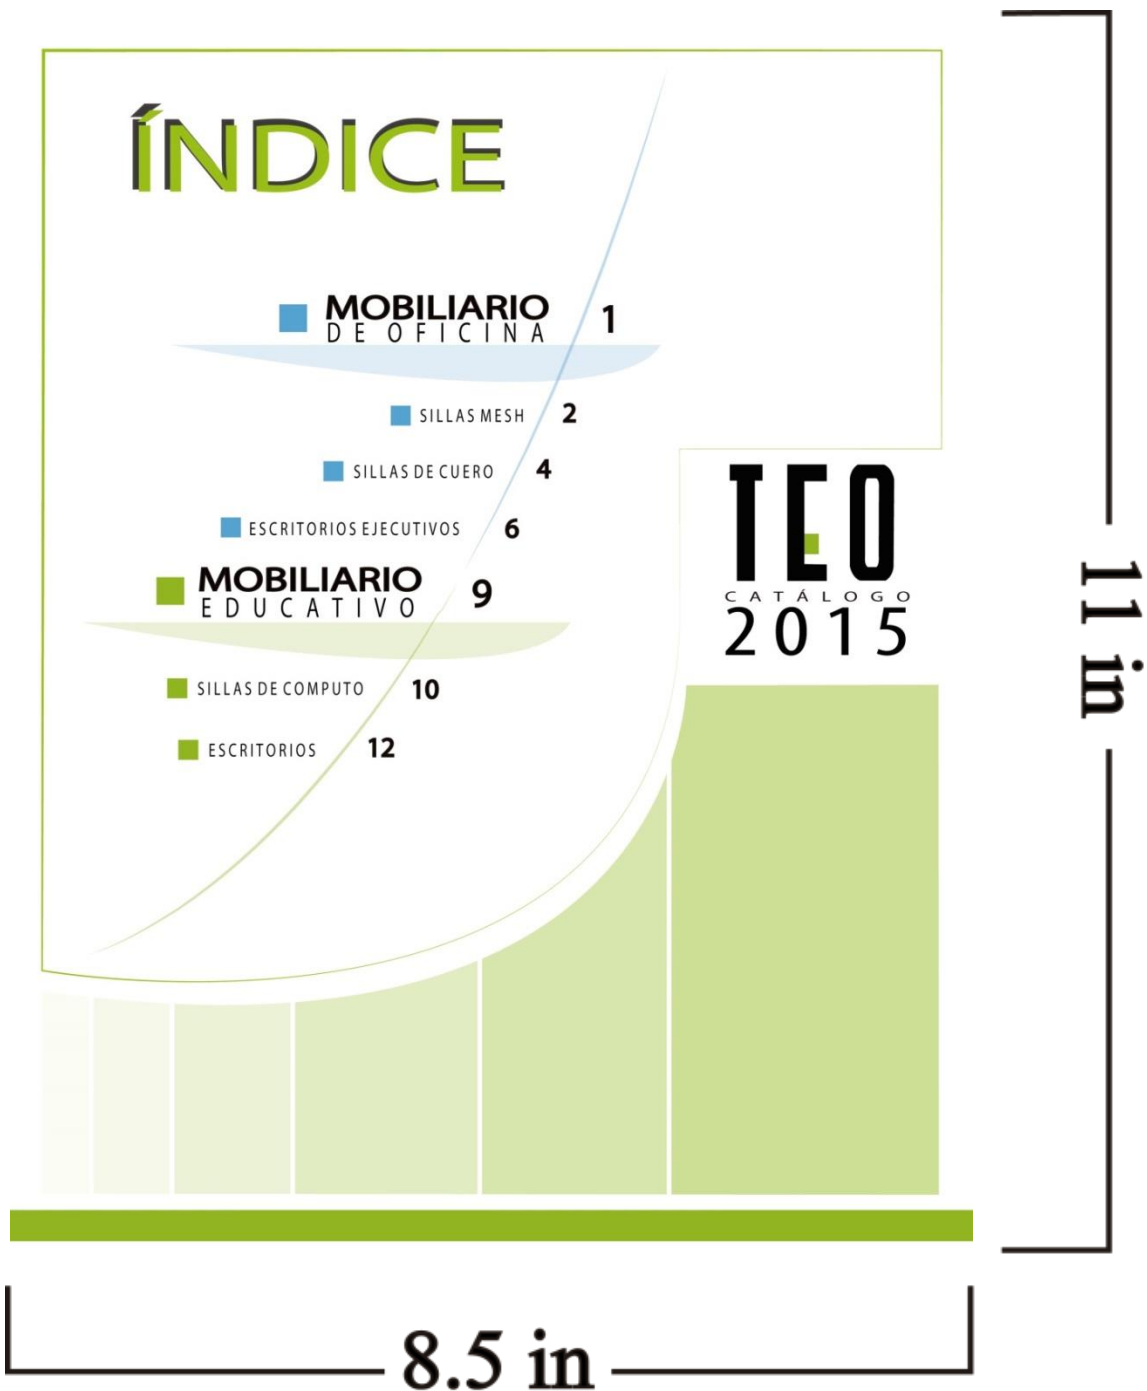 ÍNDICE
MOBILIARIO 1
DE OFICINA
SILLAS MESH 2
SILLAS DE CUERO 4
ESCRITORIOS EJECUTIVOS 6
MOBILIARIO 9
EDUCATIVO
SILLAS DE COMPUTO 10
ESCRITORIOS 12
TEO
CATÁLOGO
2015
11 in
8.5 in